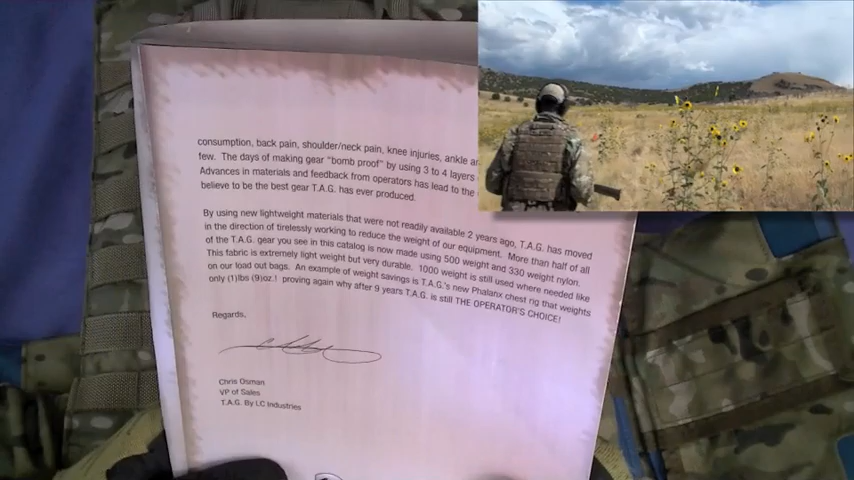 consumption, back pain, shoulder/neck pain, knee injuries, ankle
few. The days of making gear "bomb proof" by using 3 to 4 layers
Advances in materials and feedback from operators has lead to the
believe to be the best gear T.A.G. has ever produced.
By using new lightweight materials that were not readily available 2 years ago, T.A.G. has moved
in the direction of tirelessly working to reduce the weight of our equipment. More than half of all
of the T.A.G. gear you see in this catalog is now made using 500 weight and 330 weight nylon.
This fabric is extremely light weight but very durable. 1000 weight is still used where needed like
on our load out bags. An example of weight savings is T.A.G.'s new Phalanx chest rig that weights
only (1)lbs (9)oz.! proving again why after 9 years T.A.G. is still THE OPERATOR'S CHOICE!
Regards,
Chris Osman
VP of Sales
T.A.G. By LC Industries